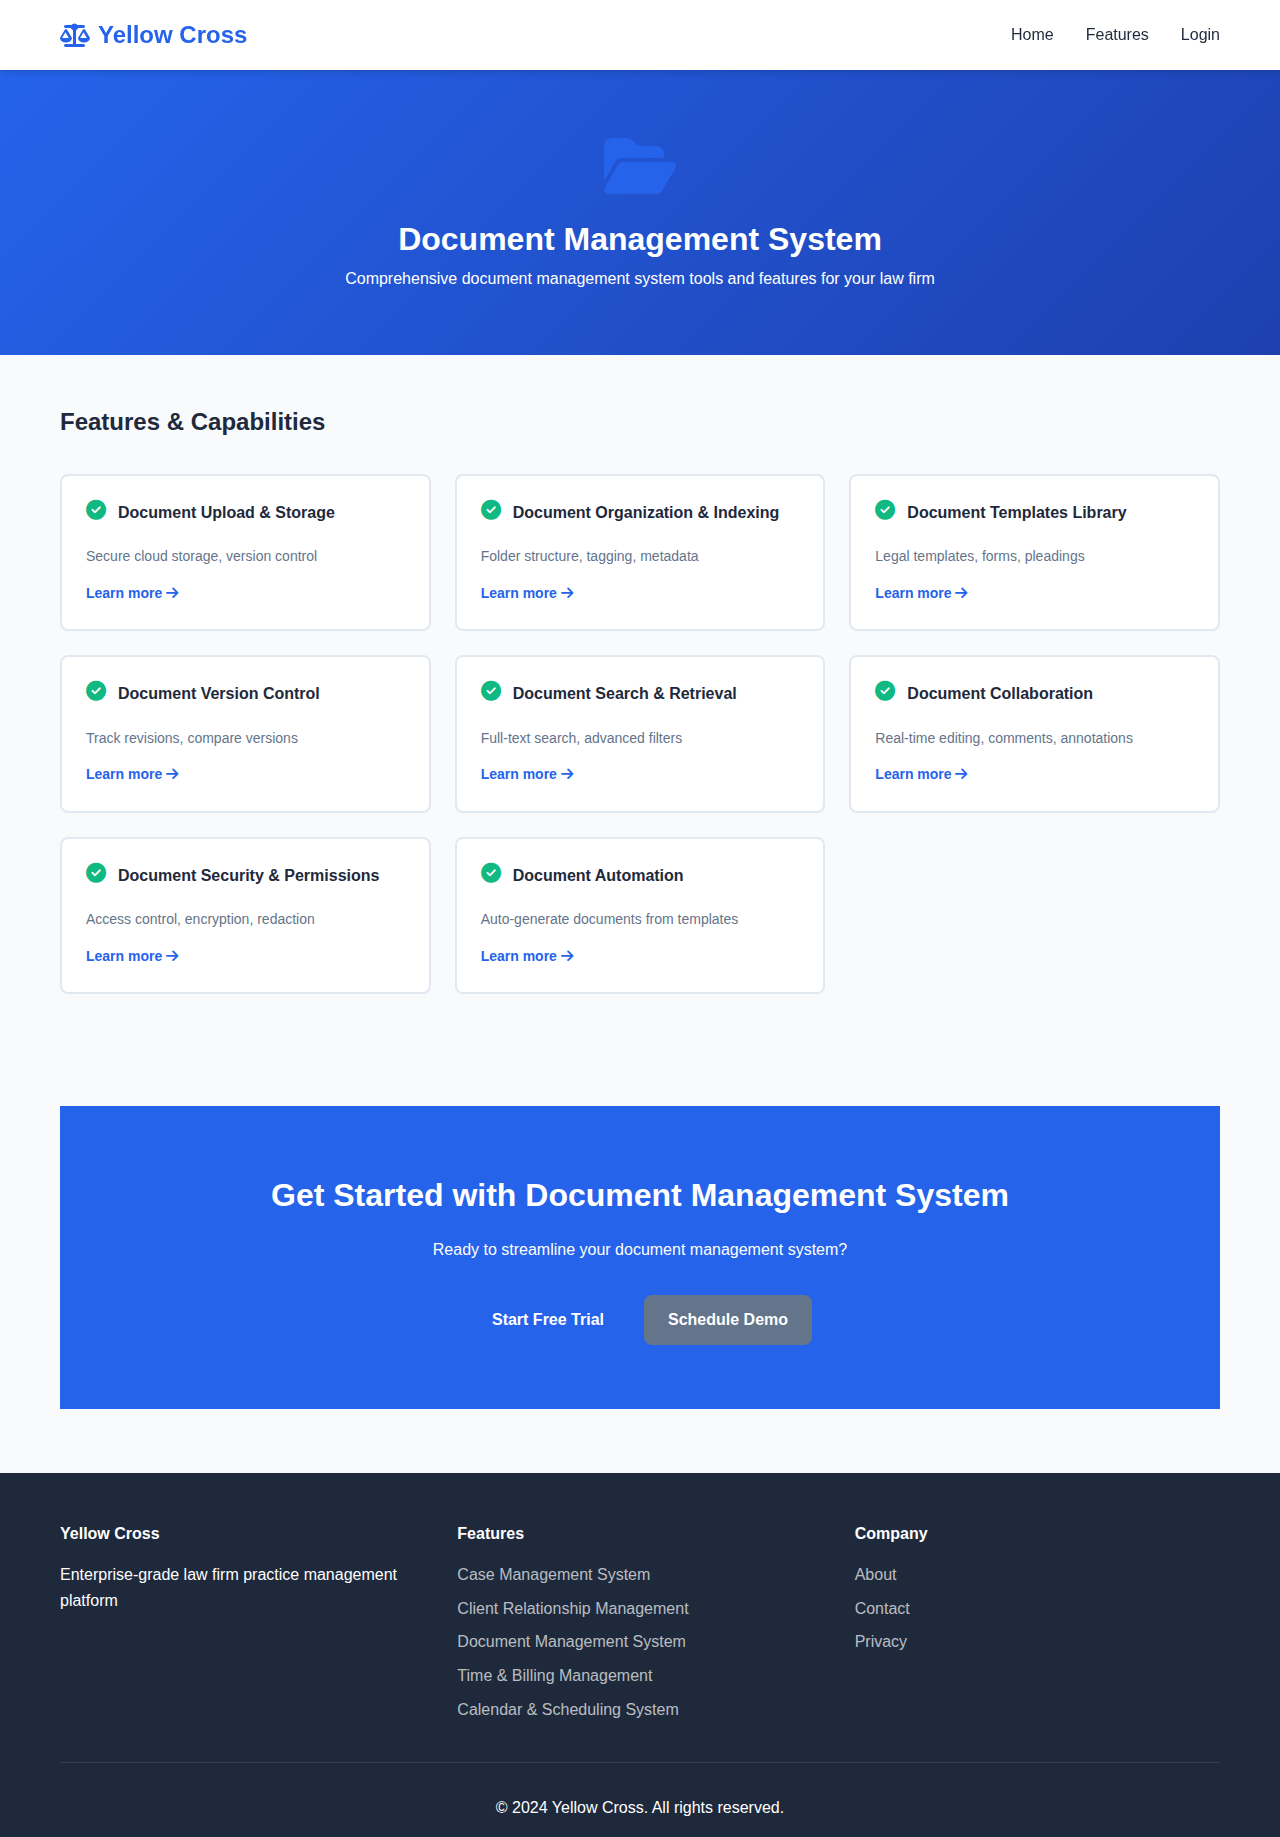 Yellow Cross
Home Features Login
Document Management System
Comprehensive document management system tools and features for your law firm
Features & Capabilities
Document Upload & Storage
Secure cloud storage, version control
Learn more
Document Organization & Indexing
Folder structure, tagging, metadata
Learn more
Document Templates Library
Legal templates, forms, pleadings
Learn more
Document Version Control
Track revisions, compare versions
Learn more
Document Search & Retrieval
Full-text search, advanced filters
Learn more
Document Collaboration
Real-time editing, comments, annotations
Learn more
Document Security & Permissions
Access control, encryption, redaction
Learn more
Document Automation
Auto-generate documents from templates
Learn more
Get Started with Document Management System
Ready to streamline your document management system?
Start Free Trial
Schedule Demo
Yellow Cross
Enterprise-grade law firm practice management
platform
Features
Case Management System
Client Relationship Management
Document Management System
Time & Billing Management
Calendar & Scheduling System
Company
About
Contact
Privacy
© 2024 Yellow Cross. All rights reserved.